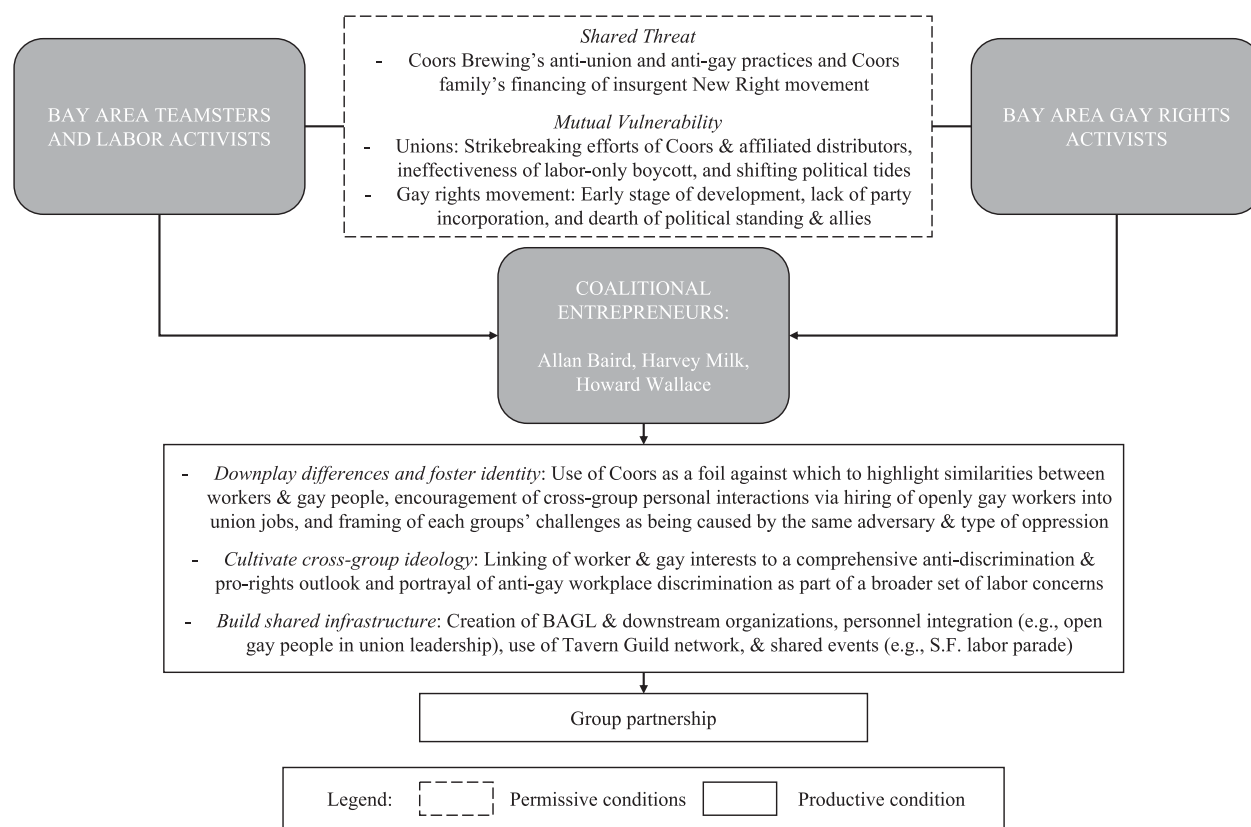 Shared Threat
- Coors Brewing's anti-union and anti-gay practices and Coors
family's financing of insurgent New Right movement
Mutual Vulnerability
- Unions: Strikebreaking efforts of Coors & affiliated distributors,
ineffectiveness of labor-only boycott, and shifting political tides
- Gay rights movement: Early stage of development, lack of party
incorporation, and dearth of political standing & allies
BAY AREA TEAMSTERS
AND LABOR ACTIVISTS
BAY AREA GAY RIGHTS
ACTIVISTS
COALITIONAL
ENTREPRENEURS:
Allan Baird, Harvey Milk,
Howard Wallace
- Downplay differences and foster identity: Use of Coors as a foil against which to highlight similarities between
workers & gay people, encouragement of cross-group personal interactions via hiring of openly gay workers into
union jobs, and framing of each groups' challenges as being caused by the same adversary & type of oppression
- Cultivate cross-group ideology: Linking of worker & gay interests to a comprehensive anti-discrimination &
pro-rights outlook and portrayal of anti-gay workplace discrimination as part of a broader set of labor concerns
- Build shared infrastructure: Creation of BAGL & downstream organizations, personnel integration (e.g., open
gay people in union leadership), use of Tavern Guild network, & shared events (e.g., S.F. labor parade)
Group partnership
Legend: Permissive conditions Productive condition